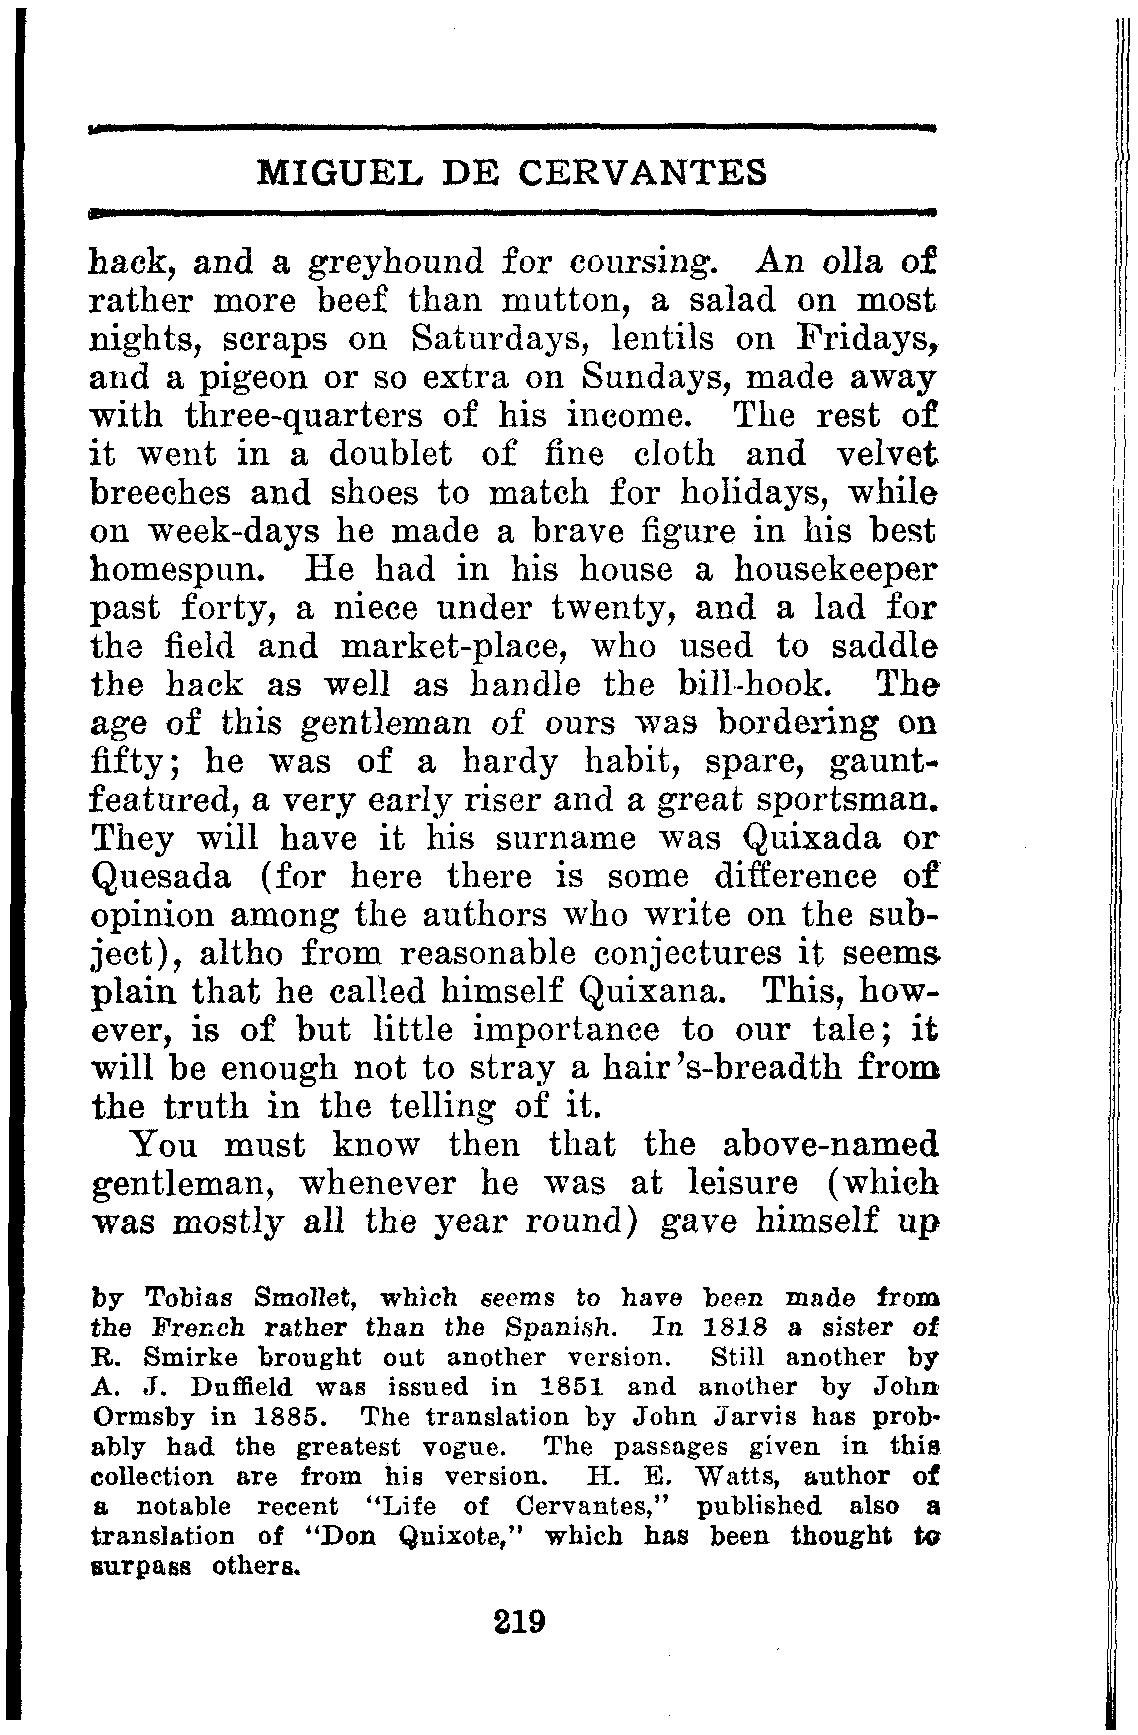 MIGUEL DE CERVANTES
hack, and a greyhound for coursing. An olla of
rather more beef than mutton, a salad on most
nights, scraps on Saturdays, lentils on Fridays,
and a pigeon or so extra on Sundays, made away
with three-quarters of his income. The rest of
it went in a doublet of fine cloth and velvet
breeches and shoes to match for holidays, while
on week-days he made a brave figure in his best
homespun. He had in his house a housekeeper
past forty, a niece under twenty, and a lad for
the field and market-place, who used to saddle
the hack as well as handle the bill-hook. The
age of this gentleman of ours was bordering on
fifty; he was of a hardy habit, spare, gaunt-
featured, a very early riser and a great sportsman.
They will have it his surname was Quixada or
Quesada (for here there is some difference of
opinion among the authors who write on the sub-
ject), altho from reasonable conjectures it seems
plain that he called himself Quixana. This, how-
ever, is of but little importance to our tale; it
will be enough not to stray a hair's-breadth from
the truth in the telling of it.
You must know then that the above-named
gentleman, whenever he was at leisure (which
was mostly all the year round) gave himself up
by Tobias Smollet, which seems to have been made from
the French rather than the Spanish. In 1818 a sister of
R. Smirke brought out another version. Still another by
A. J. Duffield was issued in 1851 and another by John
Ormsby in 1885. The translation by John Jarvis has prob-
ably had the greatest vogue. The passages given in this
collection are from his version. H. E. Watts, author of
a notable recent "Life of Cervantes," published also a
translation of "Don Quixote," which has been thought to
surpass others.
219